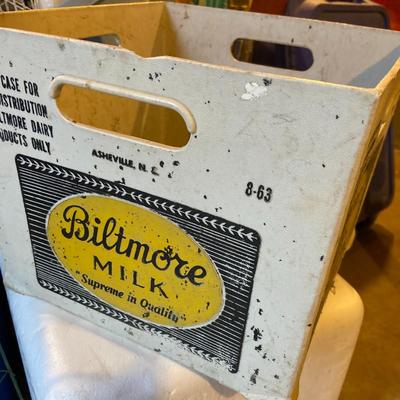 CASE FOR
DISTRIBUTION
BILTMORE DAIRY
PRODUCTS ONLY
ASHEVILLE, N. C.
8-63
Biltmore
MILK
Supreme in Quality